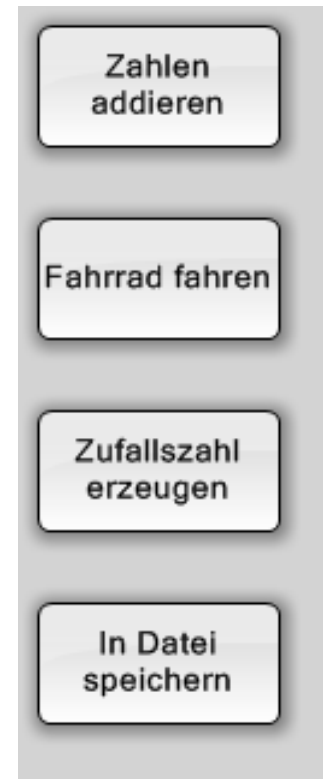 Zahlen
addieren
Fahrrad fahren
Zufallszahl
erzeugen
In Datei
speichern